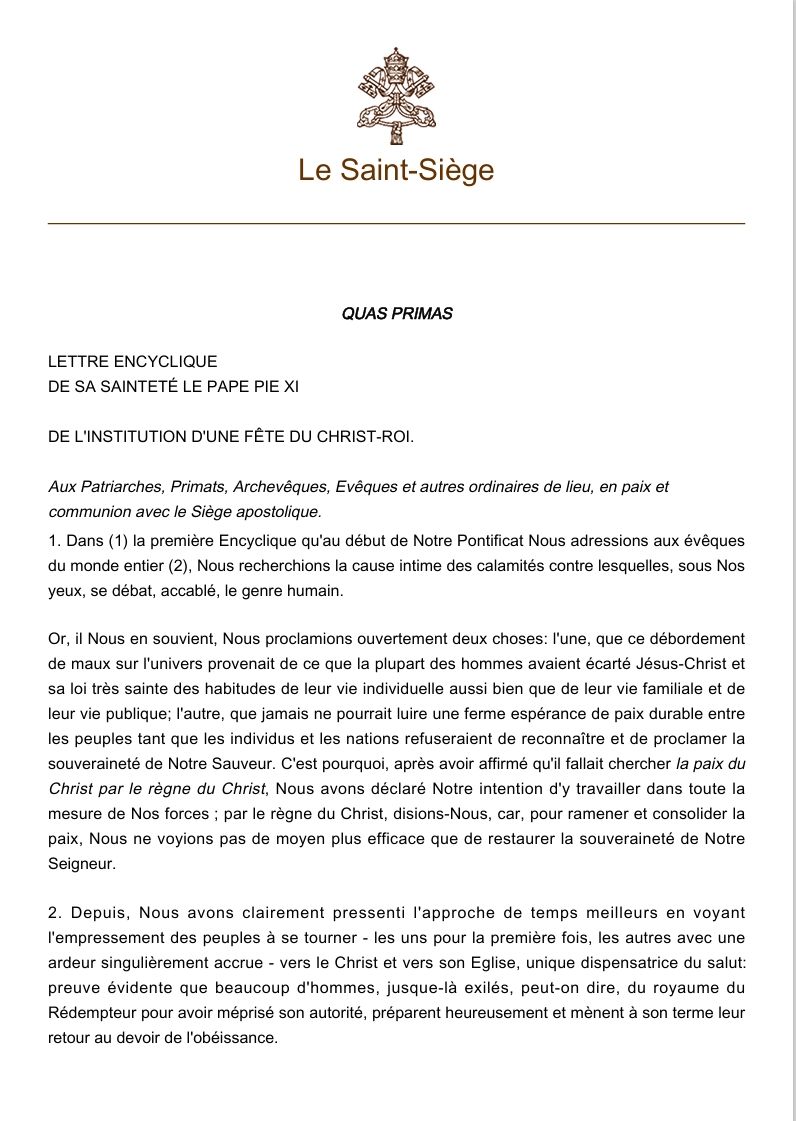 Le Saint-Siège
QUAS PRIMAS
LETTRE ENCYCLIQUE
DE SA SAINTETÉ LE PAPE PIE XI
DE L'INSTITUTION D'UNE FÊTE DU CHRIST-ROI.
Aux Patriarches, Primats, Archevêques, Evêques et autres ordinaires de lieu, en paix et
communion avec le Siège apostolique.
1. Dans (1) la première Encyclique qu'au début de Notre Pontificat Nous adressions aux évêques
du monde entier (2), Nous recherchions la cause intime des calamités contre lesquelles, sous Nos
yeux, se débat, accablé, le genre humain.
Or, il Nous en souvient, Nous proclamions ouvertement deux choses: l'une, que ce débordement
de maux sur l'univers provenait de ce que la plupart des hommes avaient écarté Jésus-Christ et
sa loi très sainte des habitudes de leur vie individuelle aussi bien que de leur vie familiale et de
leur vie publique; l'autre, que jamais ne pourrait luire une ferme espérance de paix durable entre
les peuples tant que les individus et les nations refuseraient de reconnaître et de proclamer la
souveraineté de Notre Sauveur. C'est pourquoi, après avoir affirmé qu'il fallait chercher la paix du
Christ par le règne du Christ, Nous avons déclaré Notre intention d'y travailler dans toute la
mesure de Nos forces ; par le règne du Christ, disions-Nous, car, pour ramener et consolider la
paix, Nous ne voyions pas de moyen plus efficace que de restaurer la souveraineté de Notre
Seigneur.
2. Depuis, Nous avons clairement pressenti l'approche de temps meilleurs en voyant
l'empressement des peuples à se tourner - les uns pour la première fois, les autres avec une
ardeur singulièrement accrue - vers le Christ et vers son Eglise, unique dispensatrice du salut:
preuve évidente que beaucoup d'hommes, jusque-là exilés, peut-on dire, du royaume du
Rédempteur pour avoir méprisé son autorité, préparent heureusement et mènent à son terme leur
retour au devoir de l'obéissance.